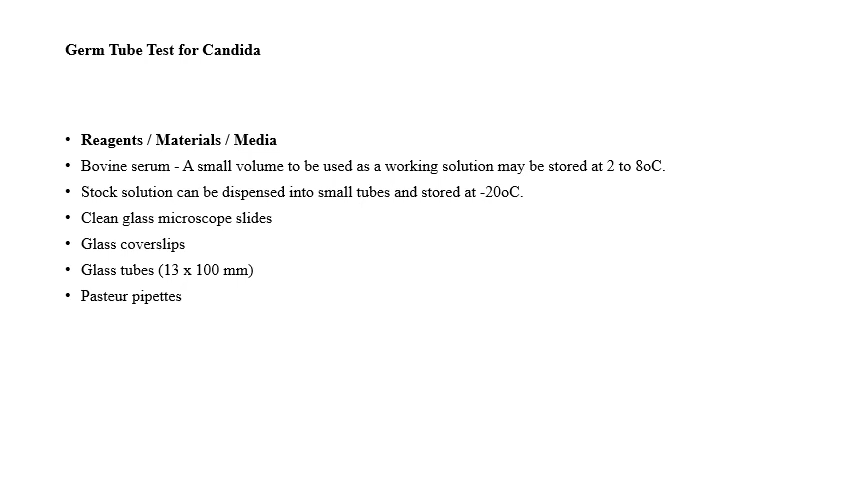 Germ Tube Test for Candida
• Reagents / Materials / Media
• Bovine serum - A small volume to be used as a working solution may be stored at 2 to 8oC.
• Stock solution can be dispensed into small tubes and stored at -20oC.
• Clean glass microscope slides
• Glass coverslips
• Glass tubes (13 x 100 mm)
• Pasteur pipettes